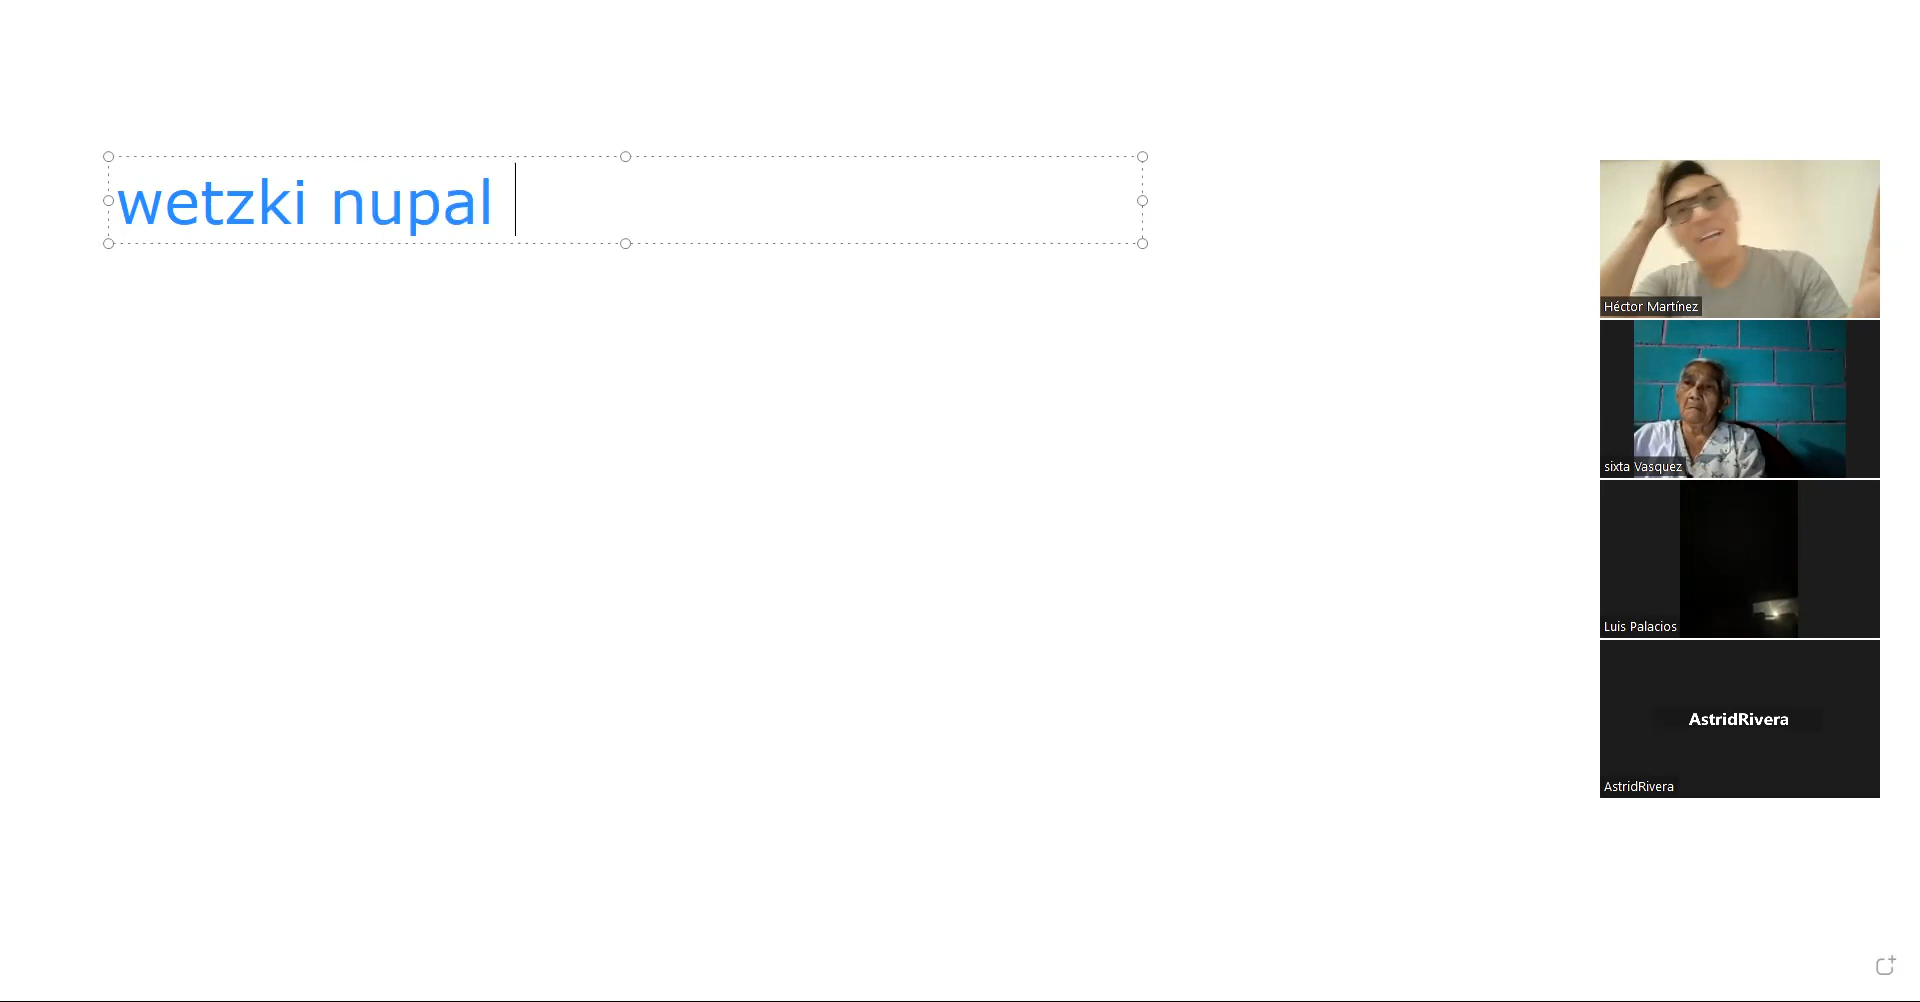 wetzki nupal
Héctor Martínez
sixta Vasquez
Luis Palacios
AstridRivera
AstridRivera